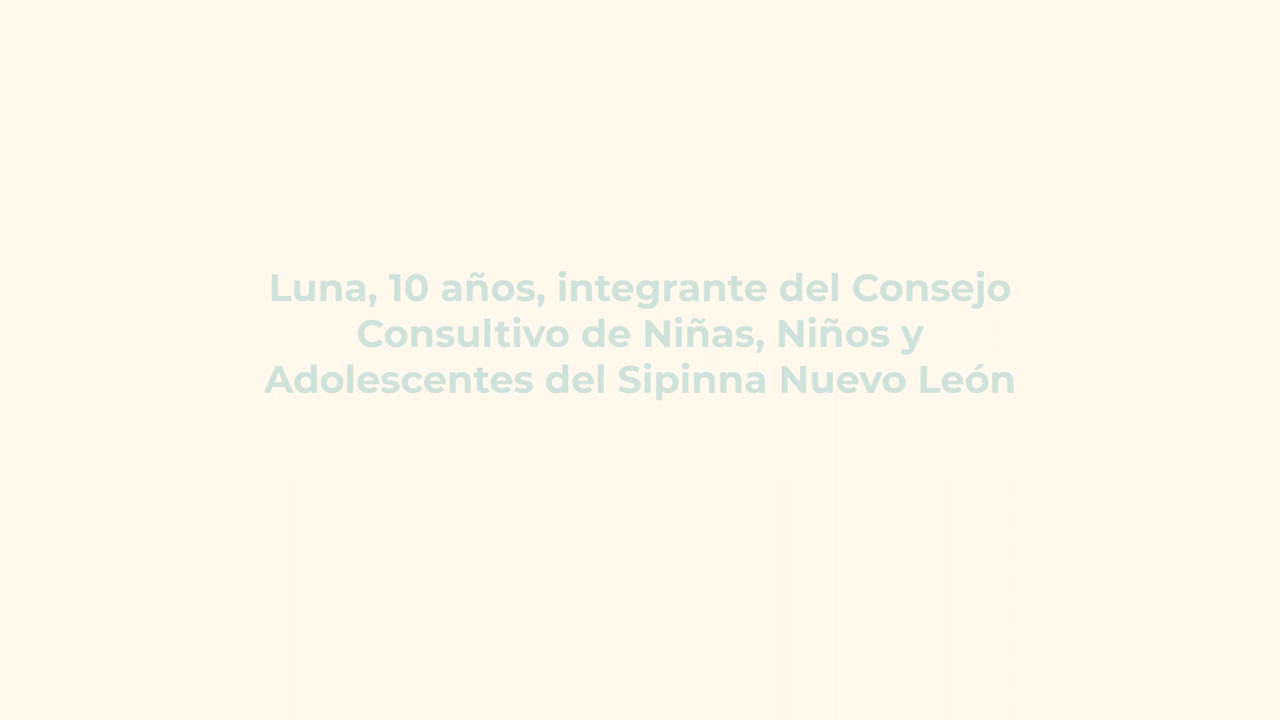 Luna, 10 años, integrante del Consejo
Consultivo de Niñas, Niños y
Adolescentes del Sipinna Nuevo León